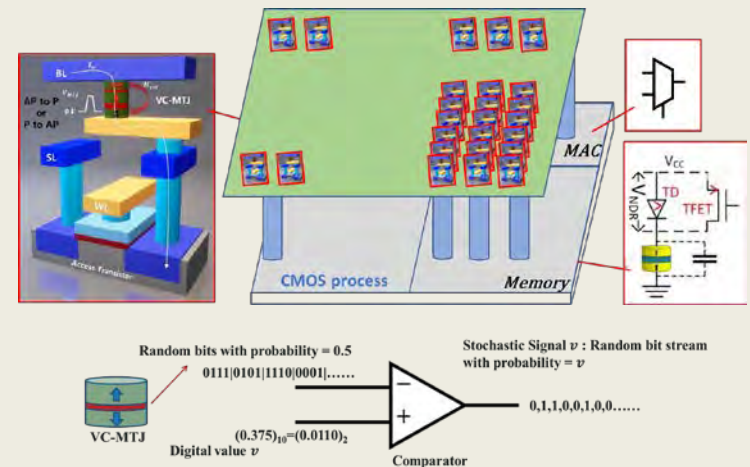 BL
VC-MTJ
AP to P
or
P to AP
SL
WL
Access Transistor
MAC
CMOS process
Memory
V_CC
V_NDR
TD
TFET
Random bits with probability = 0.5
0111|0101|1110|0001|......
Stochastic Signal v : Random bit stream
with probability = v
0,1,1,0,0,1,0,0......
−
+
VC-MTJ
(0.375)₁₀=(0.0110)₂
Digital value v
Comparator